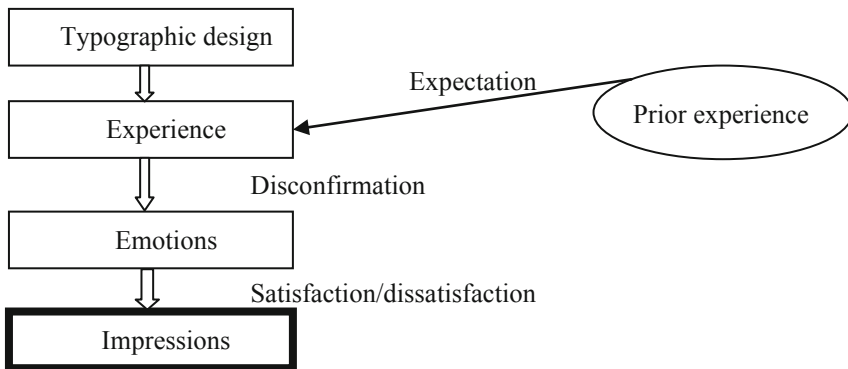 Typographic design
Expectation
Prior experience
Experience
Disconfirmation
Emotions
Satisfaction/dissatisfaction
Impressions